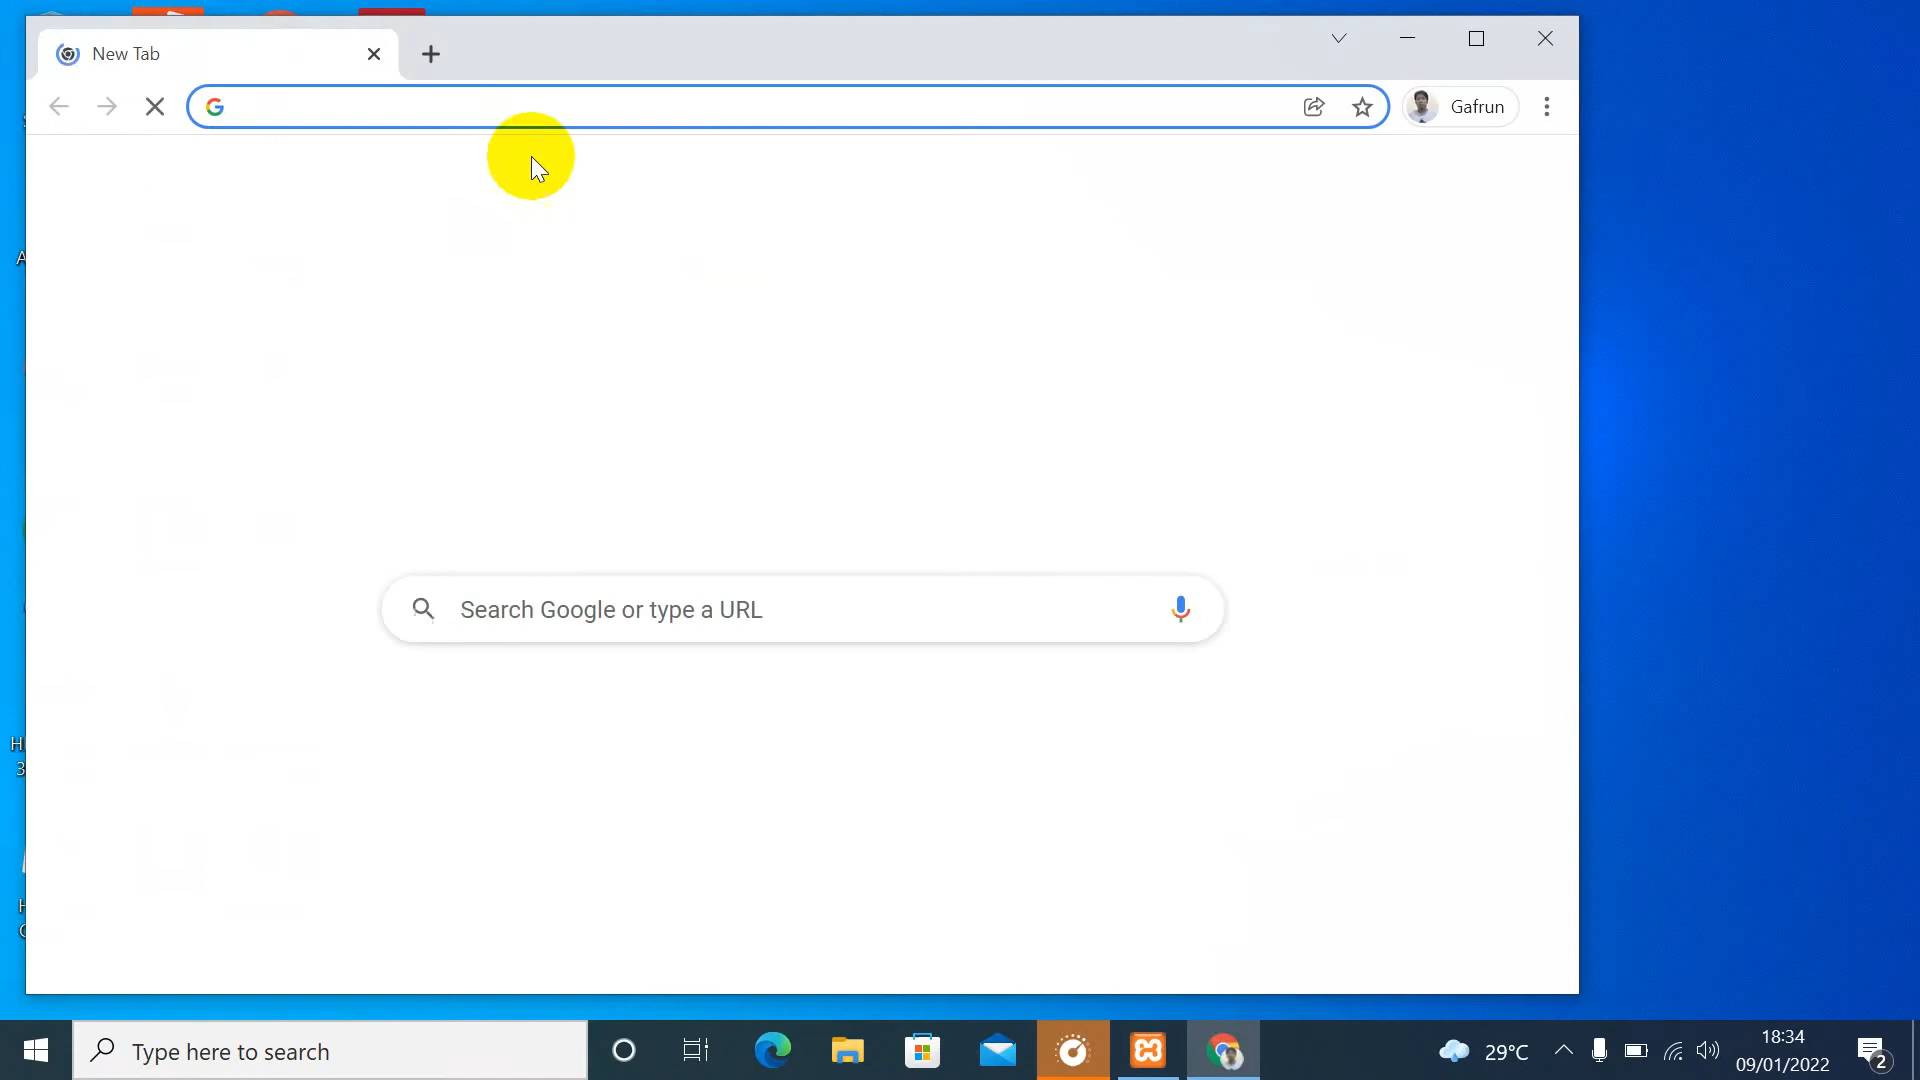 New Tab
Gafrun
A
Search Google or type a URL
H
3
H
Type here to search
29°C
18:34
09/01/2022
2